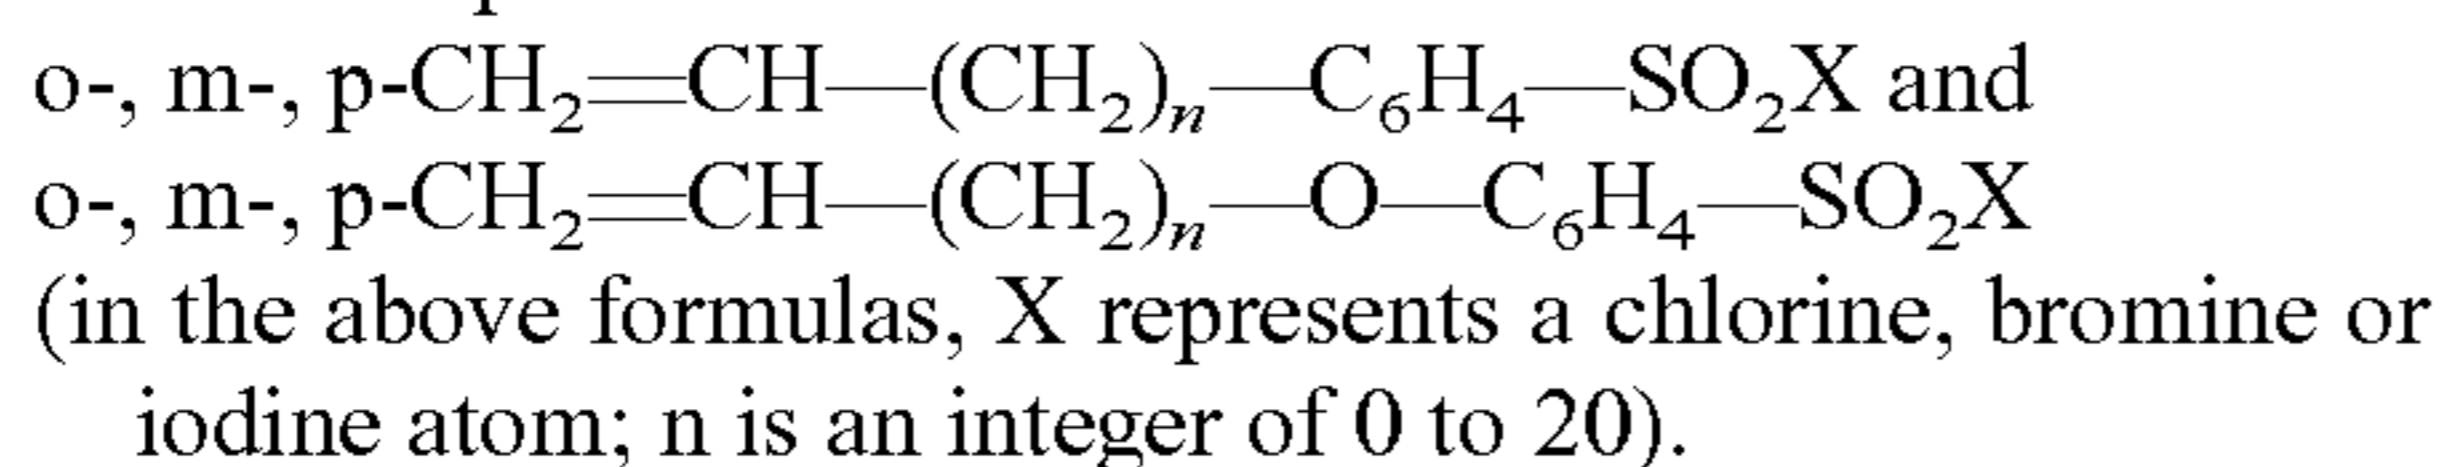 o-, m-, p-CH₂=CH—(CH₂)ₙ—C₆H₄—SO₂X and
o-, m-, p-CH₂=CH—(CH₂)ₙ—O—C₆H₄—SO₂X
(in the above formulas, X represents a chlorine, bromine or
iodine atom; n is an integer of 0 to 20).